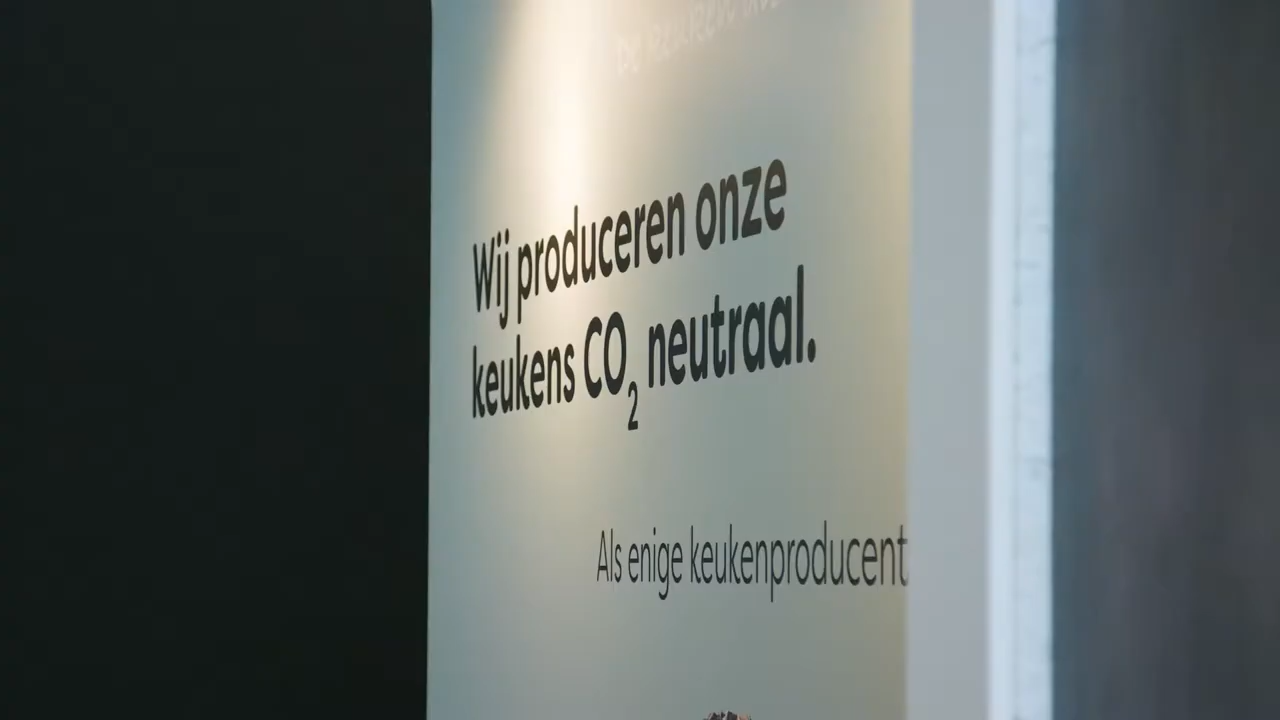 Wij produceren onze
keukens CO₂ neutraal.
Als enige keukenproducent